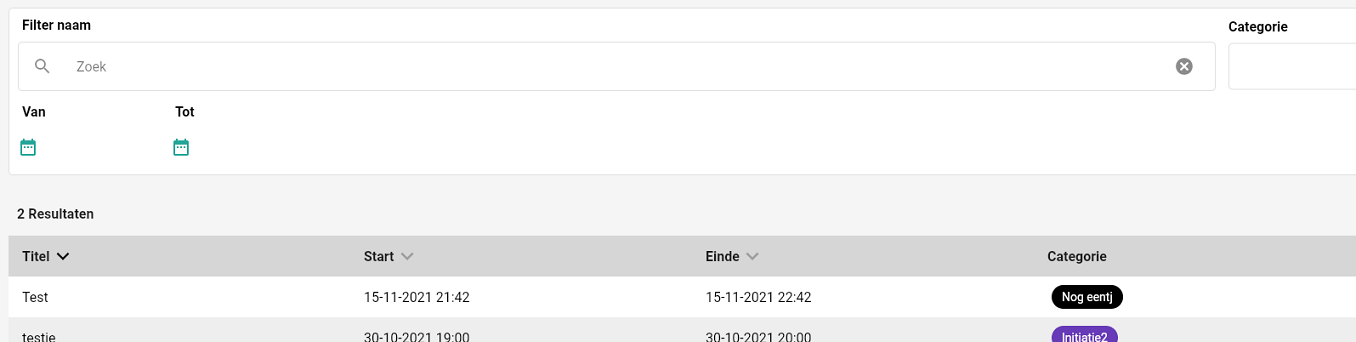 Filter naam
Categorie
Zoek
Van Tot
2 Resultaten
Titel Start Einde Categorie
Test 15-11-2021 21:42 15-11-2021 22:42 Nog eentj
testje 30-10-2021 19:00 30-10-2021 20:00 Initiatie2